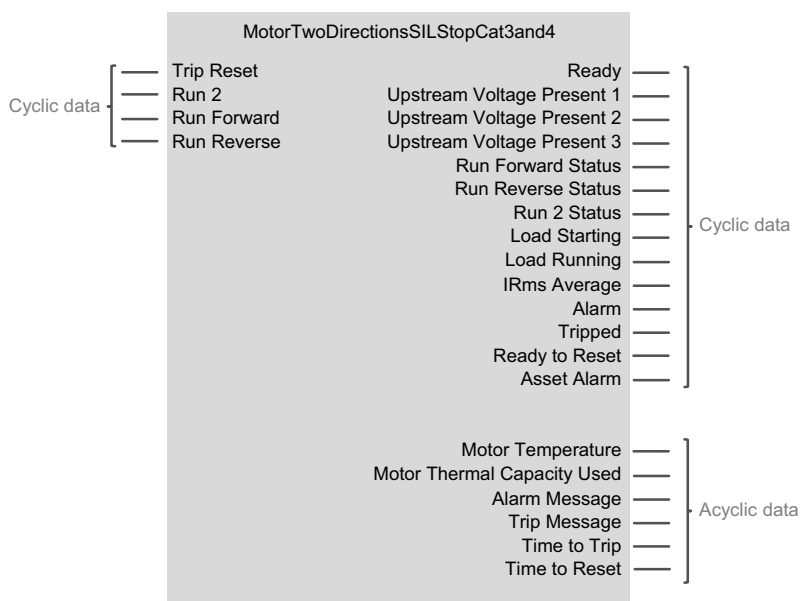 MotorTwoDirectionsSILStopCat3and4
Cyclic data
Trip Reset
Run 2
Run Forward
Run Reverse
Ready
Upstream Voltage Present 1
Upstream Voltage Present 2
Upstream Voltage Present 3
Run Forward Status
Run Reverse Status
Run 2 Status
Load Starting
Load Running
IRms Average
Alarm
Tripped
Ready to Reset
Asset Alarm
Cyclic data
Motor Temperature
Motor Thermal Capacity Used
Alarm Message
Trip Message
Time to Trip
Time to Reset
Acyclic data